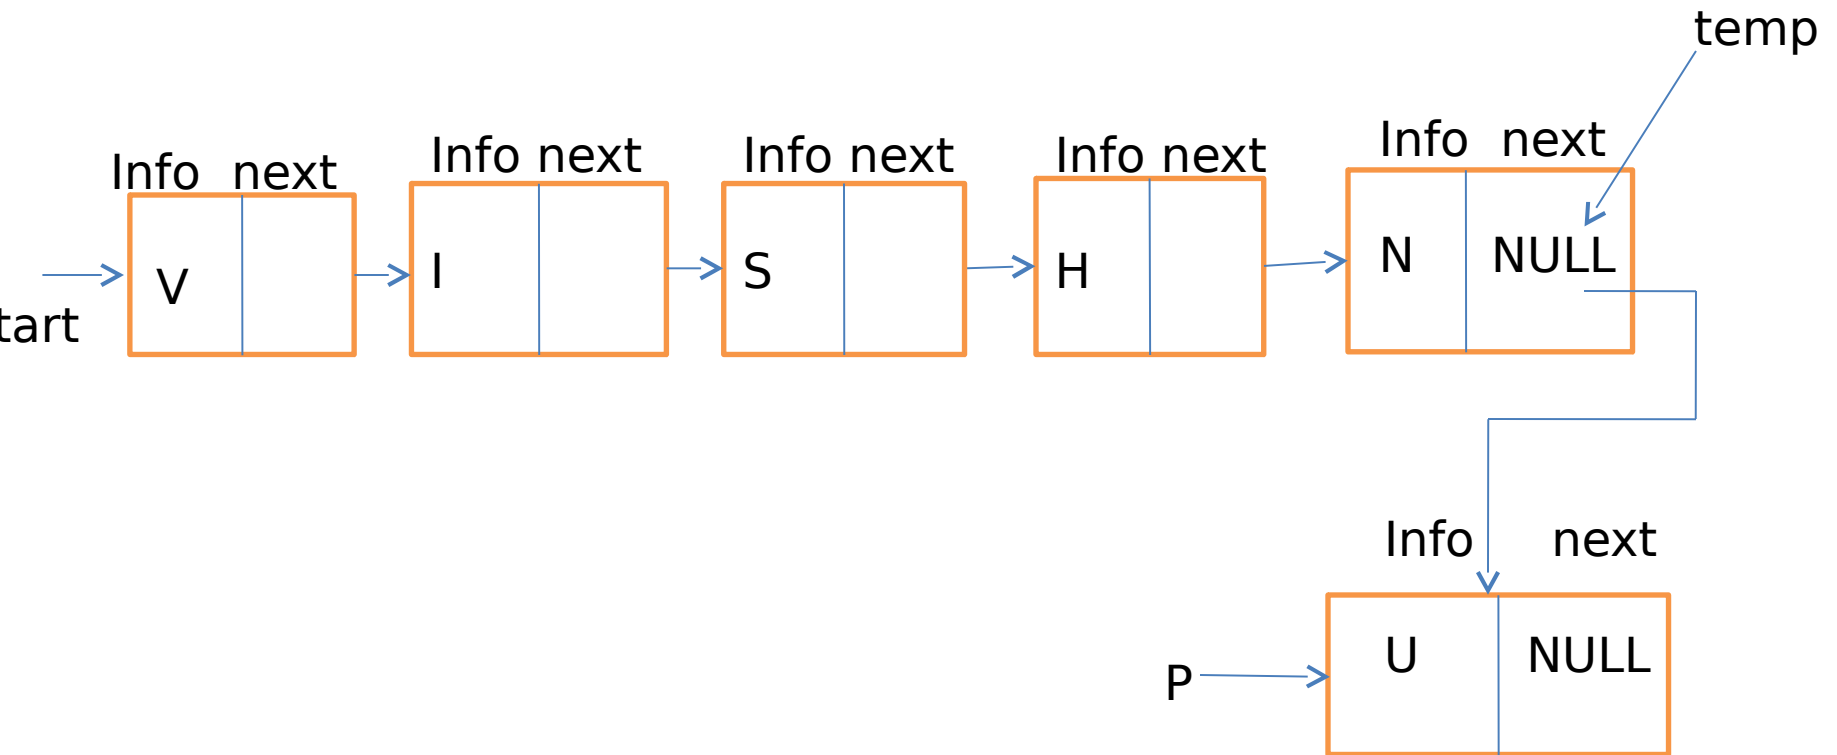 temp
Info next
Info next
Info next
Info next
Info next
V
I
S
H
N
NULL
tart
Info next
U
NULL
P